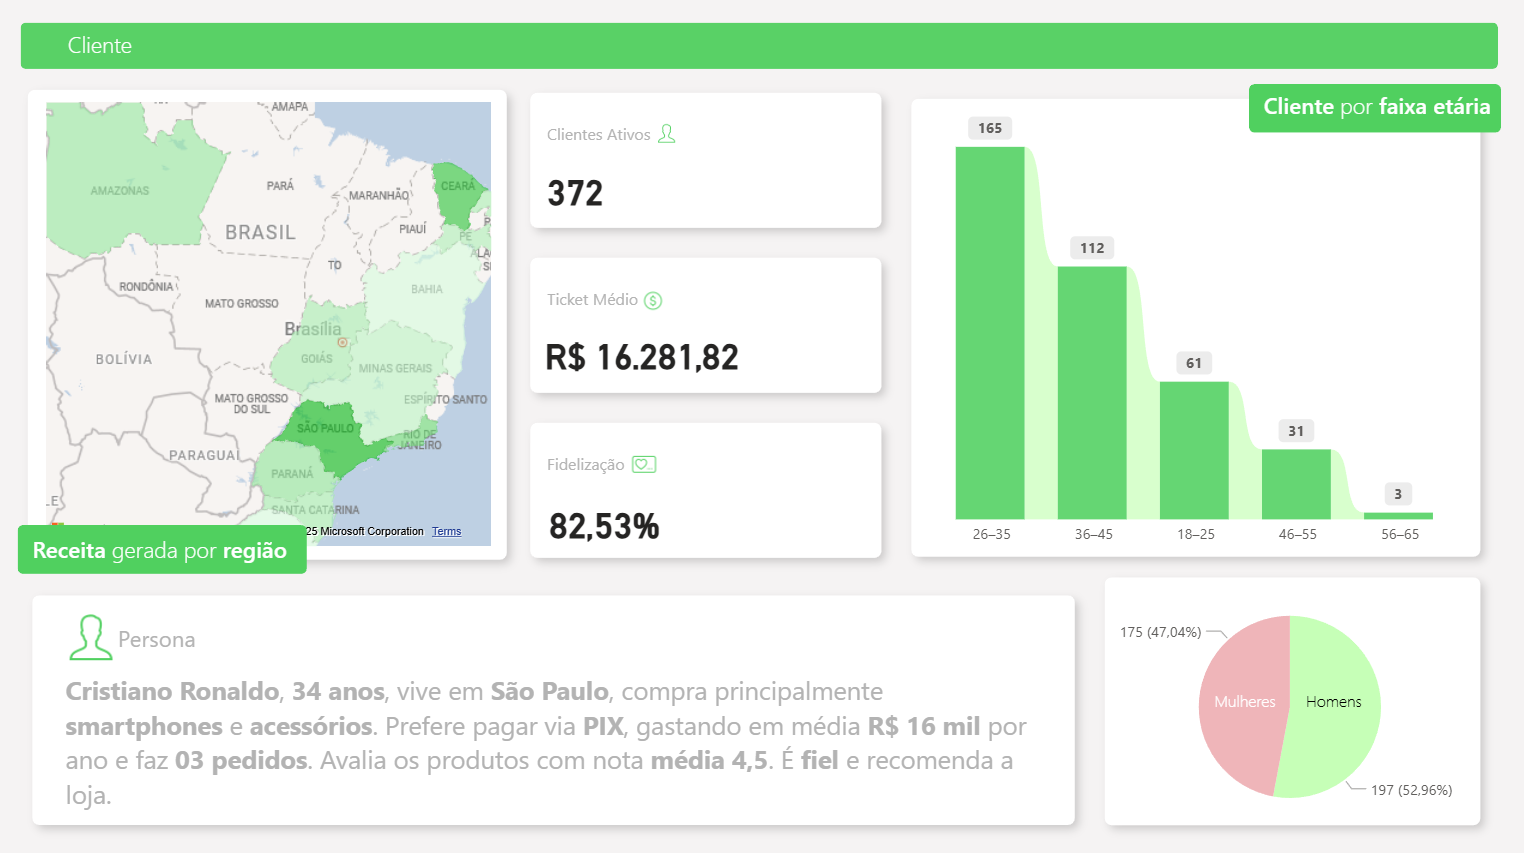 Cliente
AMAPÁ
AMAZONAS
PARÁ
MARANHÃO
CEARÁ
BRASIL
PIAUÍ
PE
TO
RONDÔNIA
MATO GROSSO
BAHIA
Brasília
GOIÁS
BOLÍVIA
MINAS GERAIS
MATO GROSSO
DO SUL
ESPÍRITO SANTO
SÃO PAULO
RIO DE
JANEIRO
PARAGUAI
PARANÁ
SANTA CATARINA
25 Microsoft Corporation Terms
Receita gerada por região
Clientes Ativos
372
Ticket Médio
R$ 16.281,82
Fidelização
82,53%
Cliente por faixa etária
165
112
61
31
3
26–35 36–45 18–25 46–55 56–65
Persona
Cristiano Ronaldo, 34 anos, vive em São Paulo, compra principalmente
smartphones e acessórios. Prefere pagar via PIX, gastando em média R$ 16 mil por
ano e faz 03 pedidos. Avalia os produtos com nota média 4,5. É fiel e recomenda a
loja.
175 (47,04%)
Mulheres Homens
197 (52,96%)